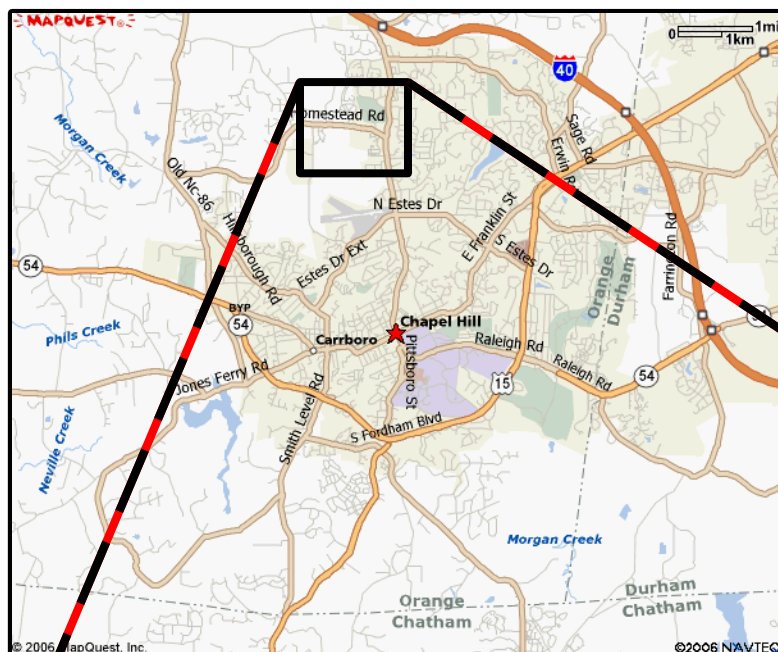 MAPQUEST
0 1mi
1km
40
Homestead Rd
Morgan Creek
Sage Rd
Erwin R
Old Nc-86
N Estes Dr
E Franklin St
Hillsborough Rd
Estes Dr Ext
S Estes Dr
Farrington Rd
54
Orange
Durham
BYP
54
Phils Creek
Chapel Hill
Carrboro
Pittsboro St
Raleigh Rd
Raleigh Rd
54
15
Jones Ferry Rd
Smith Level Rd
S Fordham Blvd
Neville Creek
Morgan Creek
Orange
Chatham
Durham
Chatham
© 2006 MapQuest, Inc.
©2006 NAVTEQ